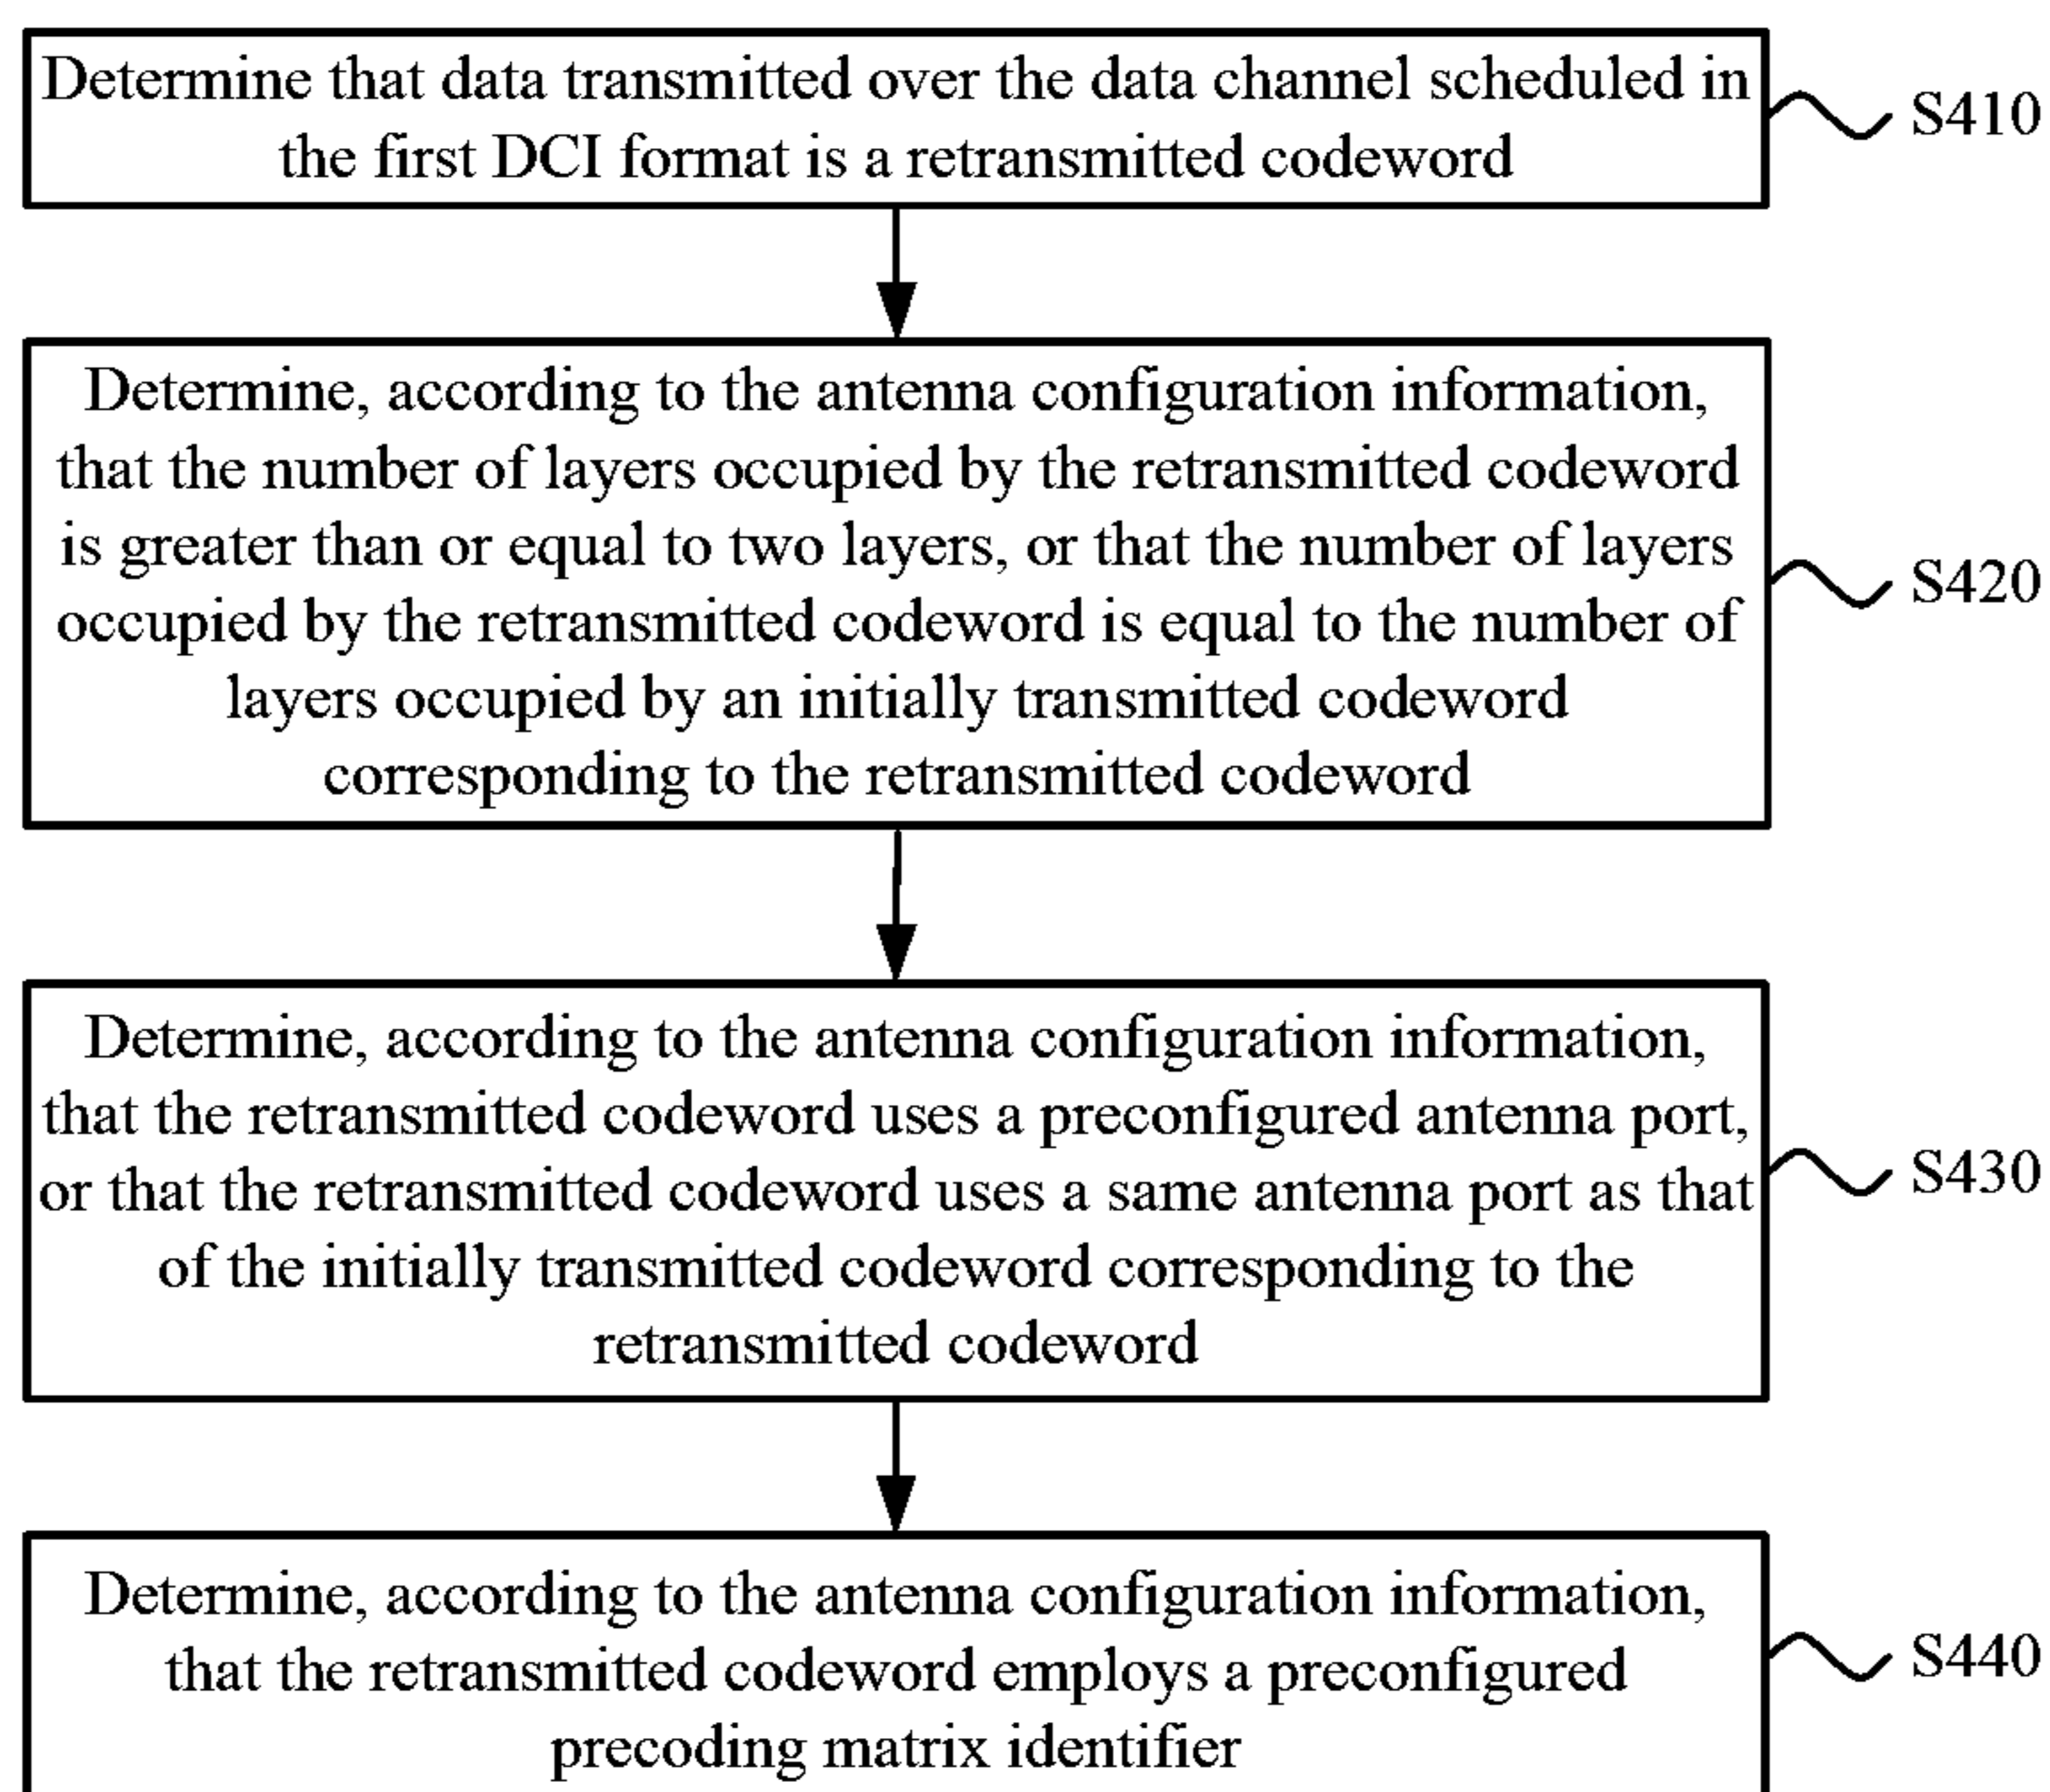 Determine that data transmitted over the data channel scheduled in
the first DCI format is a retransmitted codeword
S410
Determine, according to the antenna configuration information,
that the number of layers occupied by the retransmitted codeword
is greater than or equal to two layers, or that the number of layers
occupied by the retransmitted codeword is equal to the number of
layers occupied by an initially transmitted codeword
corresponding to the retransmitted codeword
S420
Determine, according to the antenna configuration information,
that the retransmitted codeword uses a preconfigured antenna port,
or that the retransmitted codeword uses a same antenna port as that
of the initially transmitted codeword corresponding to the
retransmitted codeword
S430
Determine, according to the antenna configuration information,
that the retransmitted codeword employs a preconfigured
precoding matrix identifier
S440